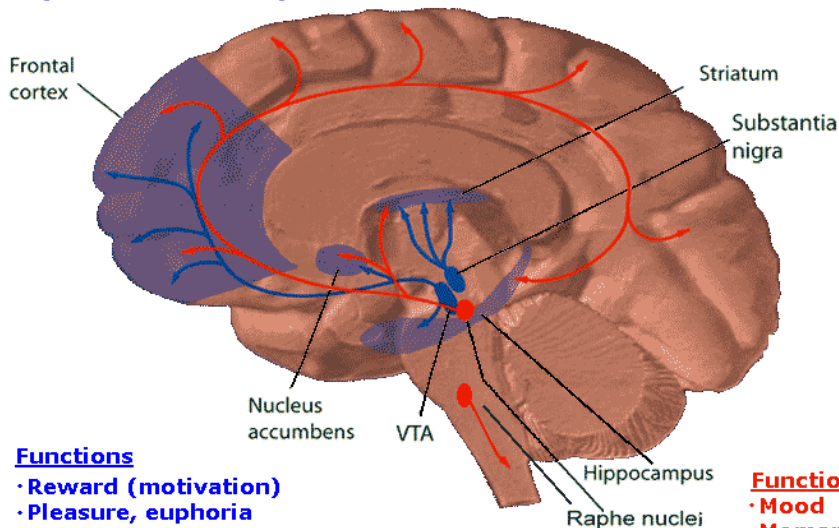 Frontal
cortex
Striatum
Substantia
nigra
Nucleus
accumbens
VTA
Hippocampus
Raphe nuclei
Functions
·Reward (motivation)
·Pleasure, euphoria
·Mood